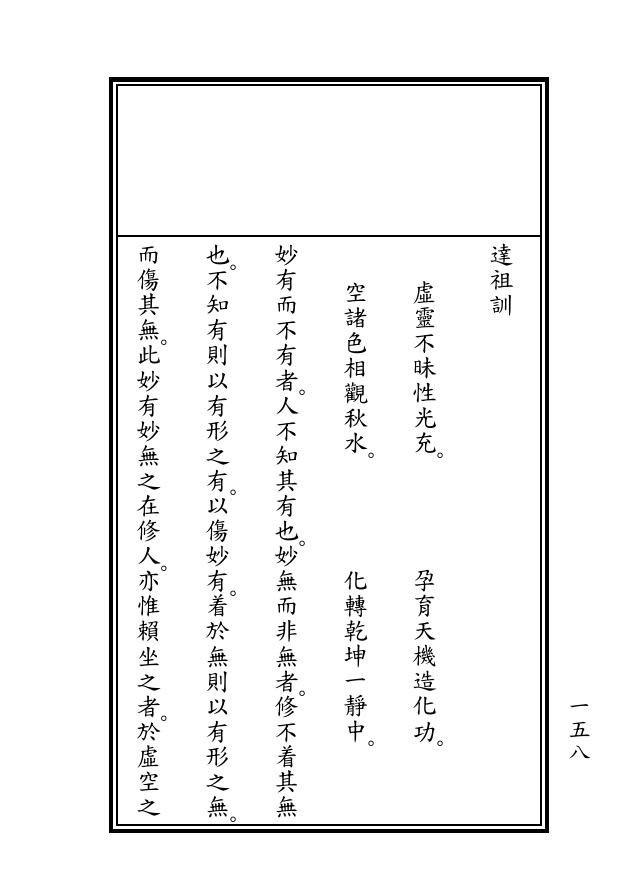 達祖訓
虛靈不昧性光充。　孕育天機造化功。
空諸色相觀秋水。　化轉乾坤一靜中。
妙有而不有者。人不知其有也。妙無而非無者。修不着其無
也。不知有則以有形之有。以傷妙有。着於無則以有形之無。
而傷其無。此妙有妙無之在修人。亦惟賴坐之者。於虛空之
一五八